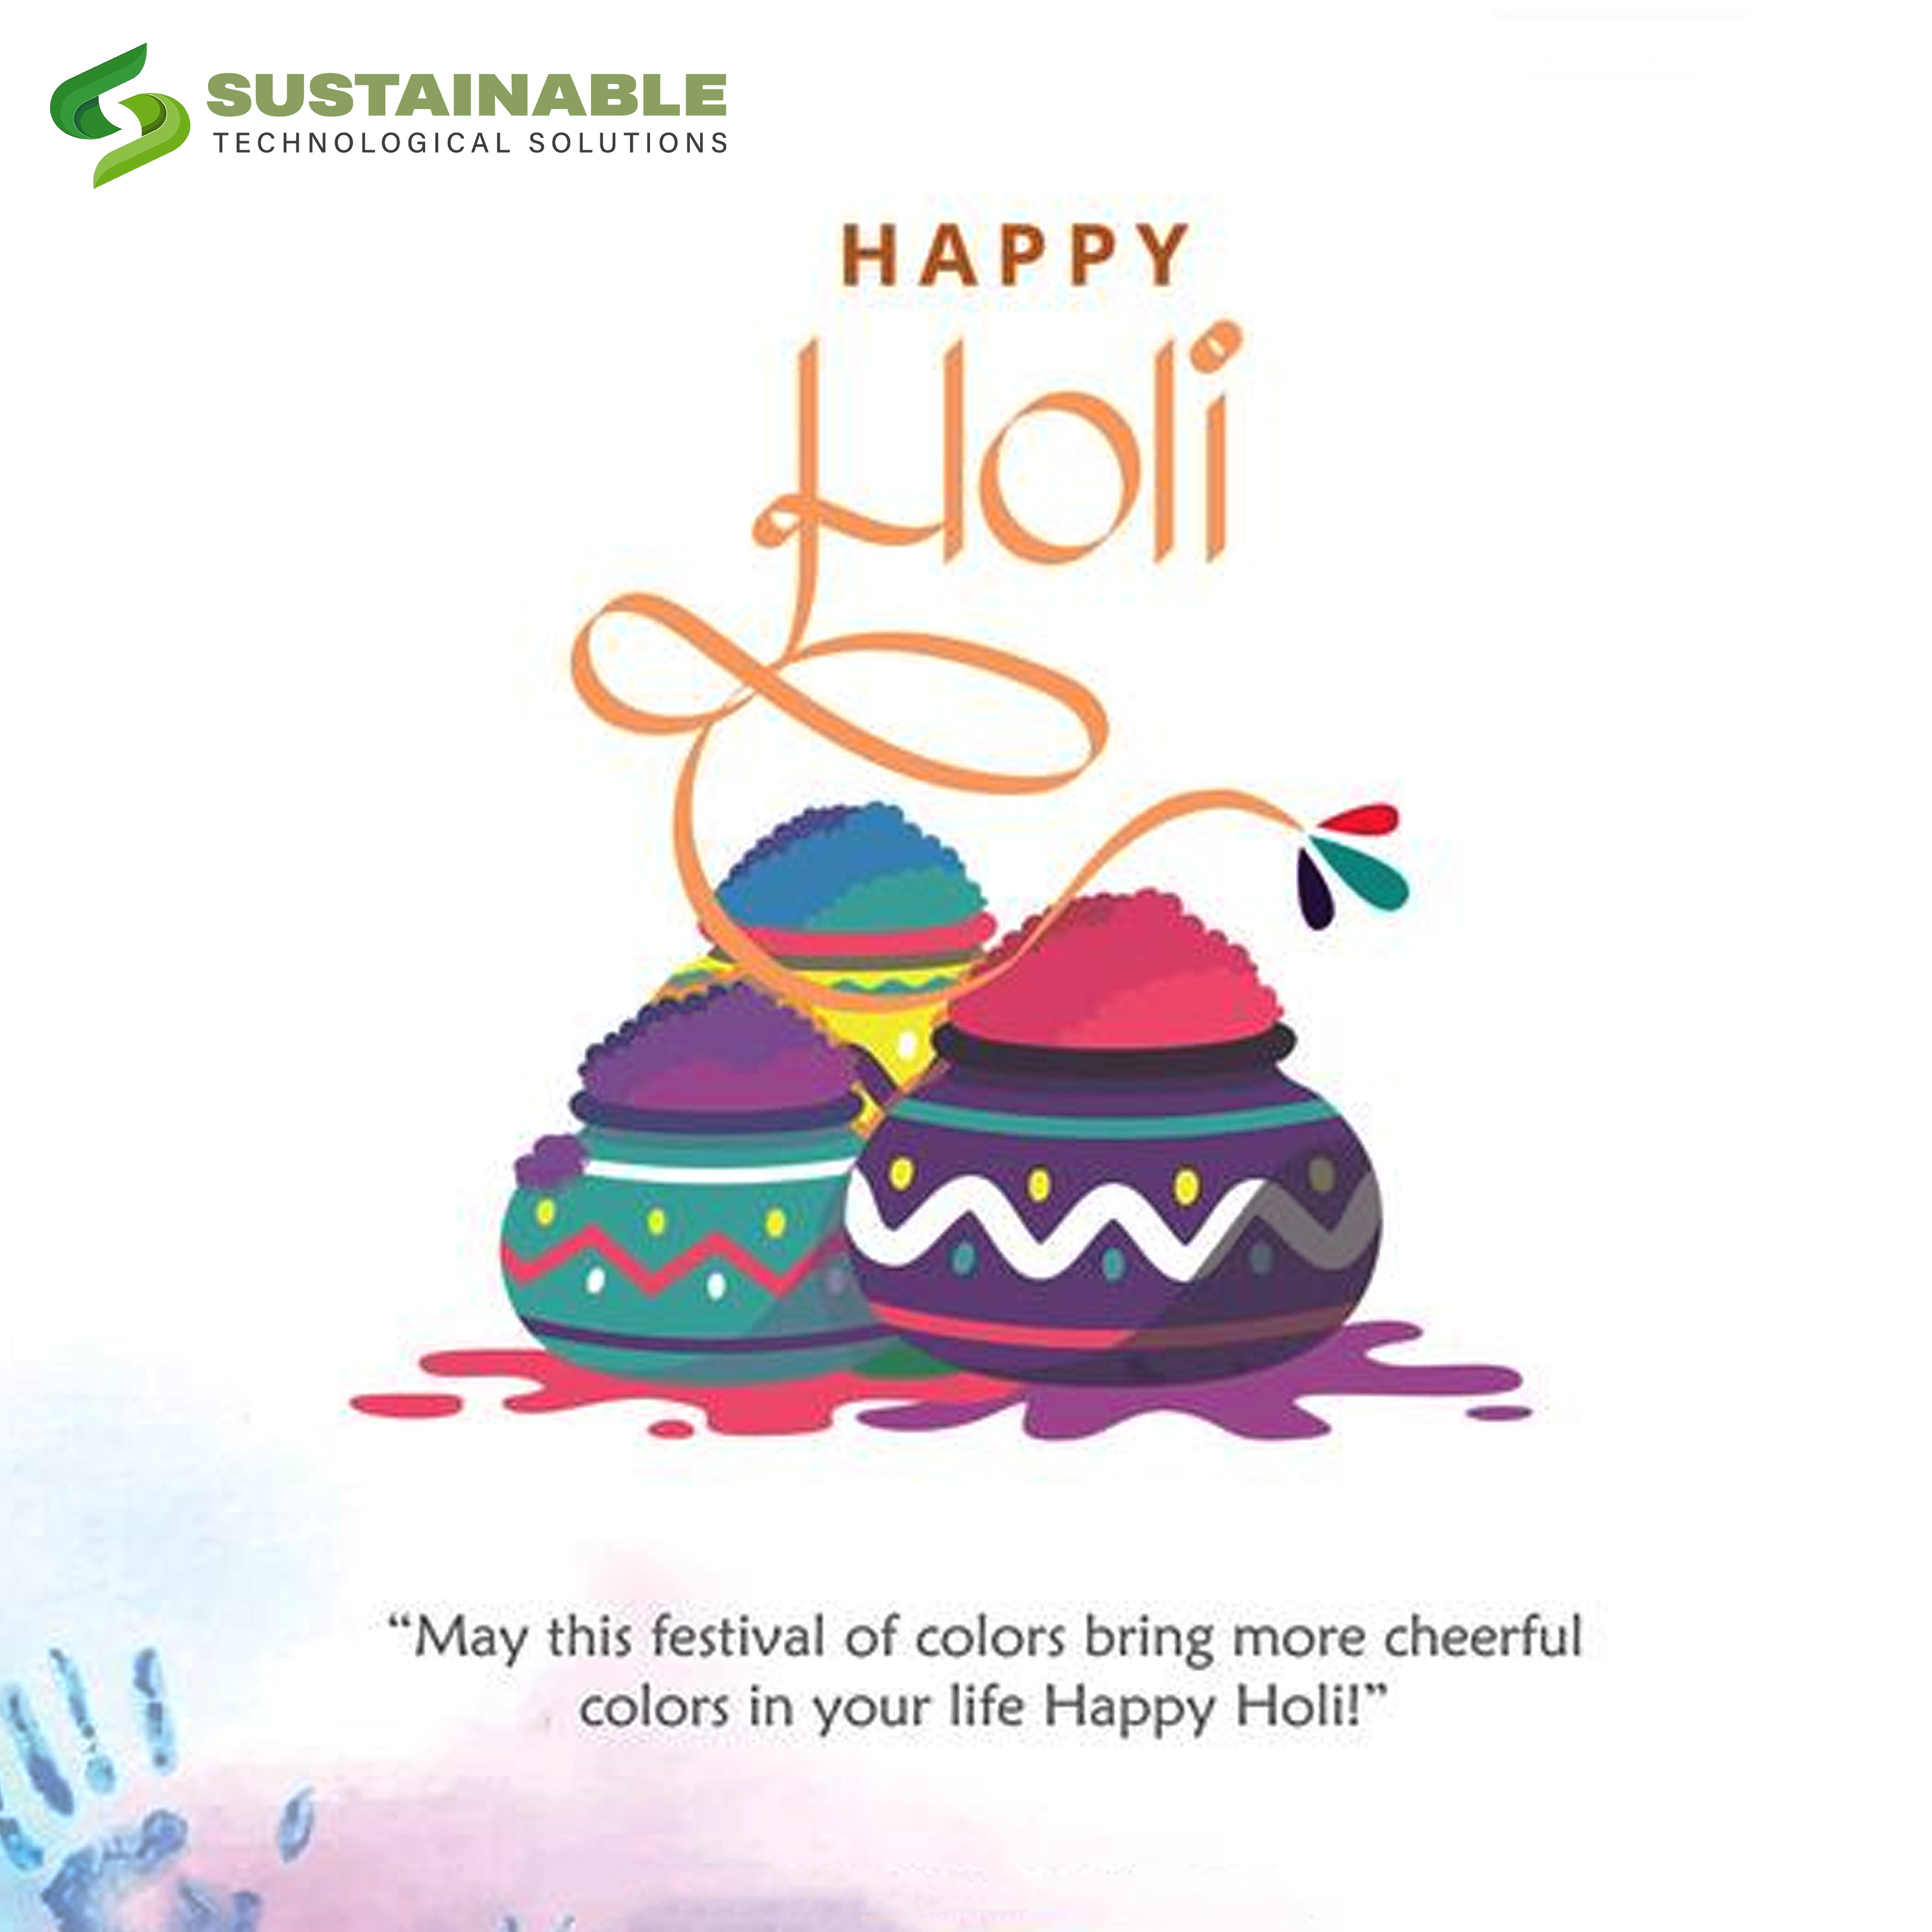 SUSTAINABLE
TECHNOLOGICAL SOLUTIONS
HAPPY
Holi
“May this festival of colors bring more cheerful
colors in your life Happy Holi!”